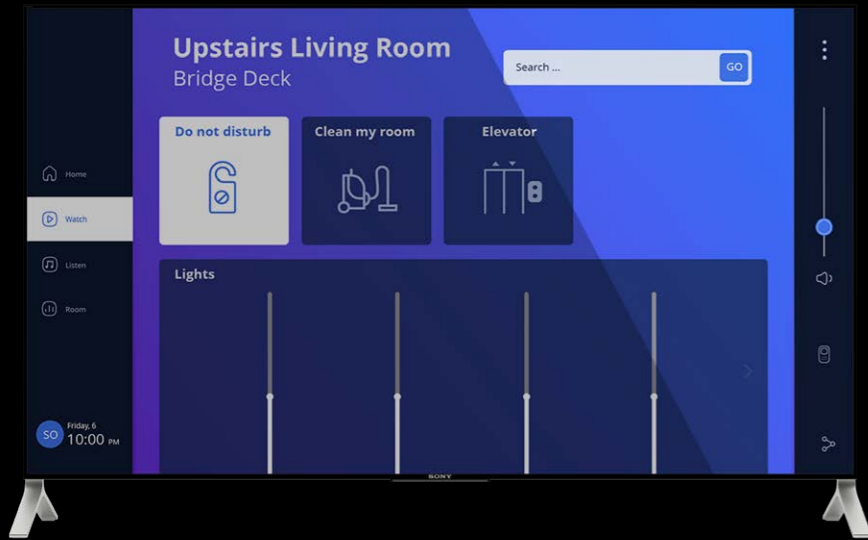 Upstairs Living Room
Bridge Deck
Search ...
GO
Do not disturb
Clean my room
Elevator
Home
Watch
Listen
Room
Lights
SO
Friday, 6
10:00 PM
SONY